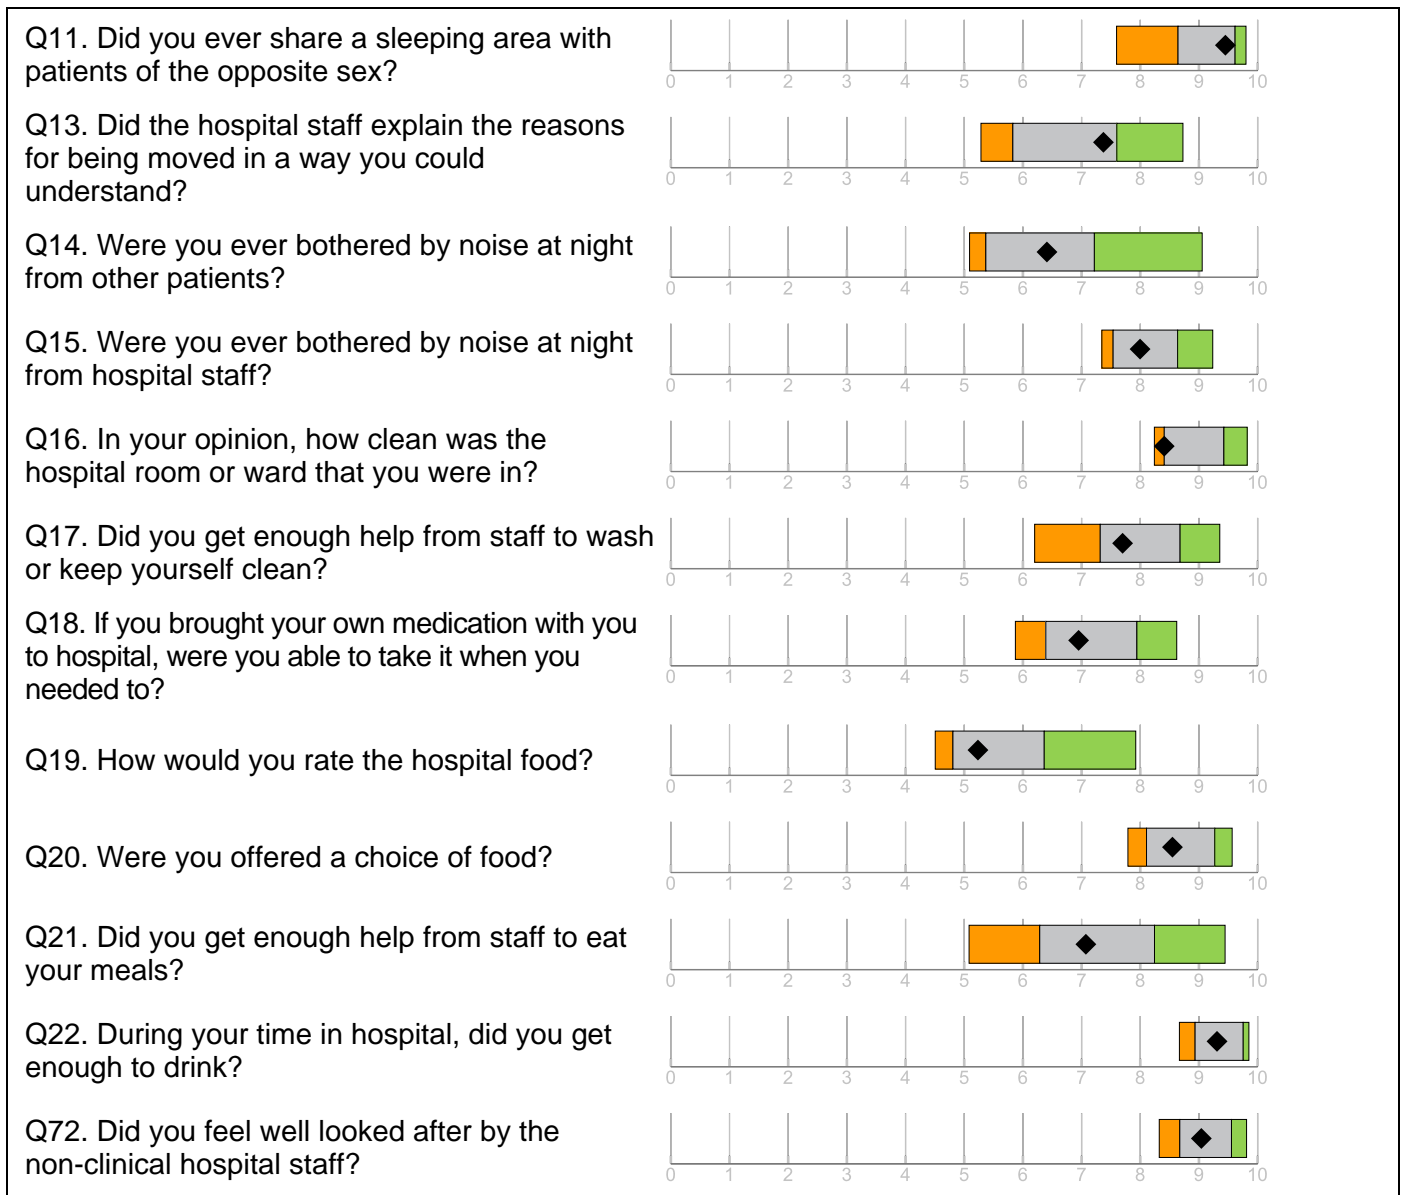 Q11. Did you ever share a sleeping area with
patients of the opposite sex?
0 1 2 3 4 5 6 7 8 9 10
Q13. Did the hospital staff explain the reasons
for being moved in a way you could
understand?
0 1 2 3 4 5 6 7 8 9 10
Q14. Were you ever bothered by noise at night
from other patients?
0 1 2 3 4 5 6 7 8 9 10
Q15. Were you ever bothered by noise at night
from hospital staff?
0 1 2 3 4 5 6 7 8 9 10
Q16. In your opinion, how clean was the
hospital room or ward that you were in?
0 1 2 3 4 5 6 7 8 9 10
Q17. Did you get enough help from staff to wash
or keep yourself clean?
0 1 2 3 4 5 6 7 8 9 10
Q18. If you brought your own medication with you
to hospital, were you able to take it when you
needed to?
0 1 2 3 4 5 6 7 8 9 10
Q19. How would you rate the hospital food?
0 1 2 3 4 5 6 7 8 9 10
Q20. Were you offered a choice of food?
0 1 2 3 4 5 6 7 8 9 10
Q21. Did you get enough help from staff to eat
your meals?
0 1 2 3 4 5 6 7 8 9 10
Q22. During your time in hospital, did you get
enough to drink?
0 1 2 3 4 5 6 7 8 9 10
Q72. Did you feel well looked after by the
non-clinical hospital staff?
0 1 2 3 4 5 6 7 8 9 10